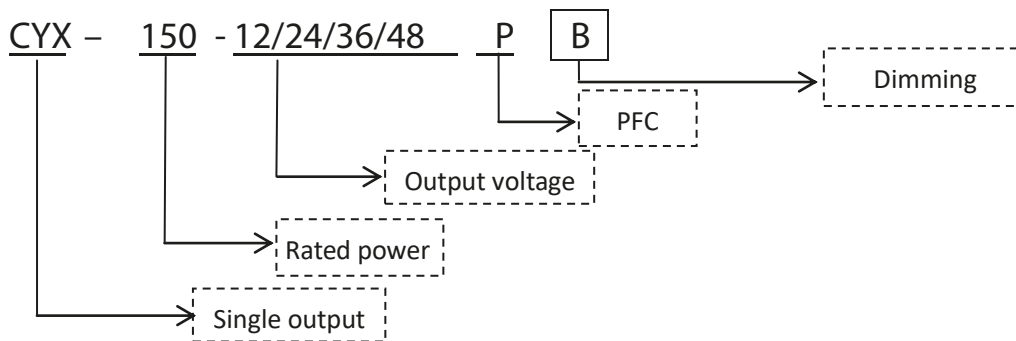 CYX – 150 - 12/24/36/48 P B
Dimming
PFC
Output voltage
Rated power
Single output